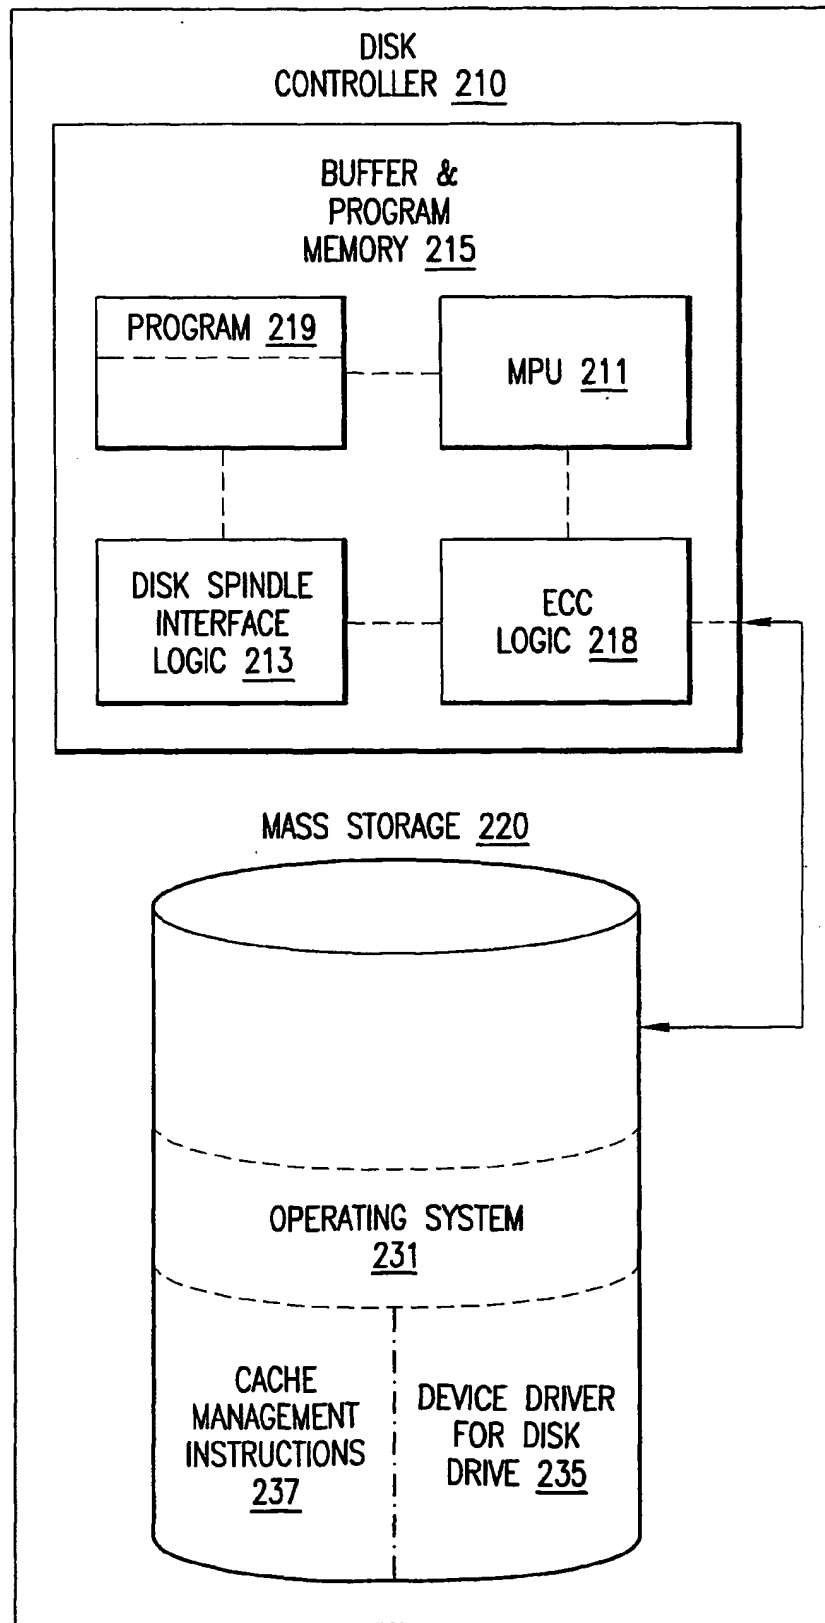 DISK
CONTROLLER 210
BUFFER &
PROGRAM
MEMORY 215
PROGRAM 219
MPU 211
DISK SPINDLE
INTERFACE
LOGIC 213
ECC
LOGIC 218
MASS STORAGE 220
OPERATING SYSTEM
231
CACHE
MANAGEMENT
INSTRUCTIONS
237
DEVICE DRIVER
FOR DISK
DRIVE 235